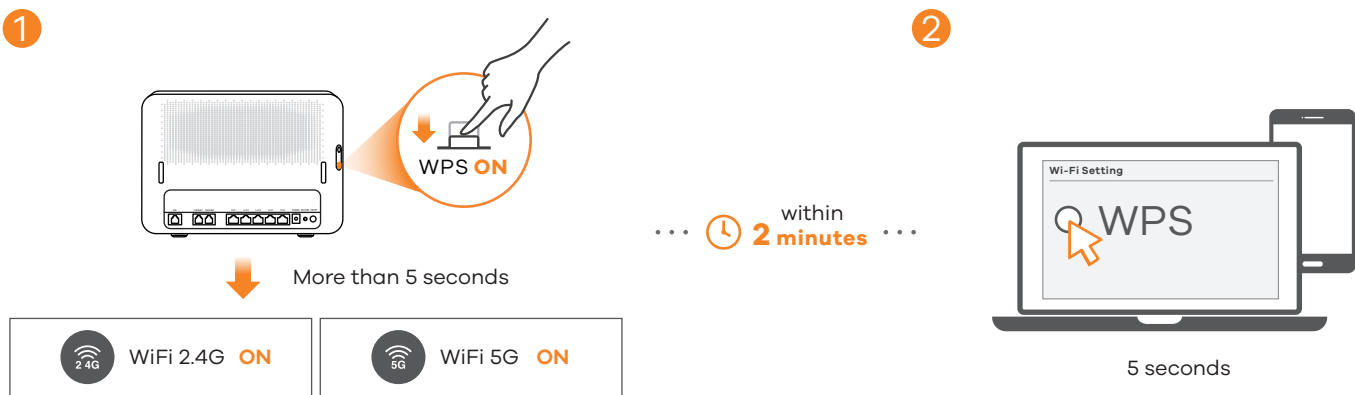 1
WPS ON
More than 5 seconds
2.4G
WiFi 2.4G ON
5G
WiFi 5G ON
within
2 minutes
2
Wi-Fi Setting
WPS
5 seconds